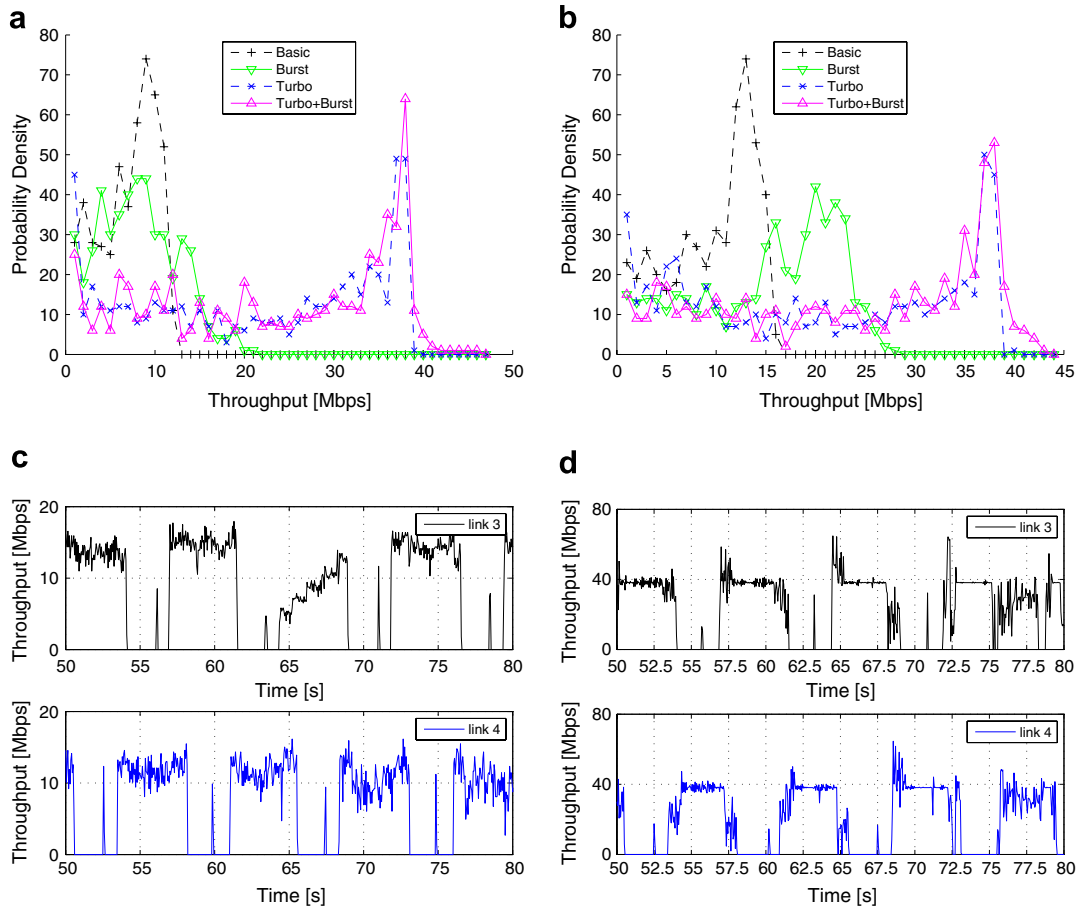 a
80
70
60
50
40
30
20
10
0
Probability Density
0 10 20 30 40 50
Throughput [Mbps]
Basic
Burst
Turbo
Turbo+Burst
b
80
70
60
50
40
30
20
10
0
Probability Density
0 5 10 15 20 25 30 35 40 45
Throughput [Mbps]
Basic
Burst
Turbo
Turbo+Burst
c
20
10
0
Throughput [Mbps]
link 3
50 55 60 65 70 75 80
Time [s]
20
10
0
Throughput [Mbps]
link 4
50 55 60 65 70 75 80
Time [s]
d
80
40
0
Throughput [Mbps]
link 3
50 52.5 55 57.5 60 62.5 65 67.5 70 72.5 75 77.5 80
Time [s]
80
40
0
Throughput [Mbps]
link 4
50 52.5 55 57.5 60 62.5 65 67.5 70 72.5 75 77.5 80
Time [s]